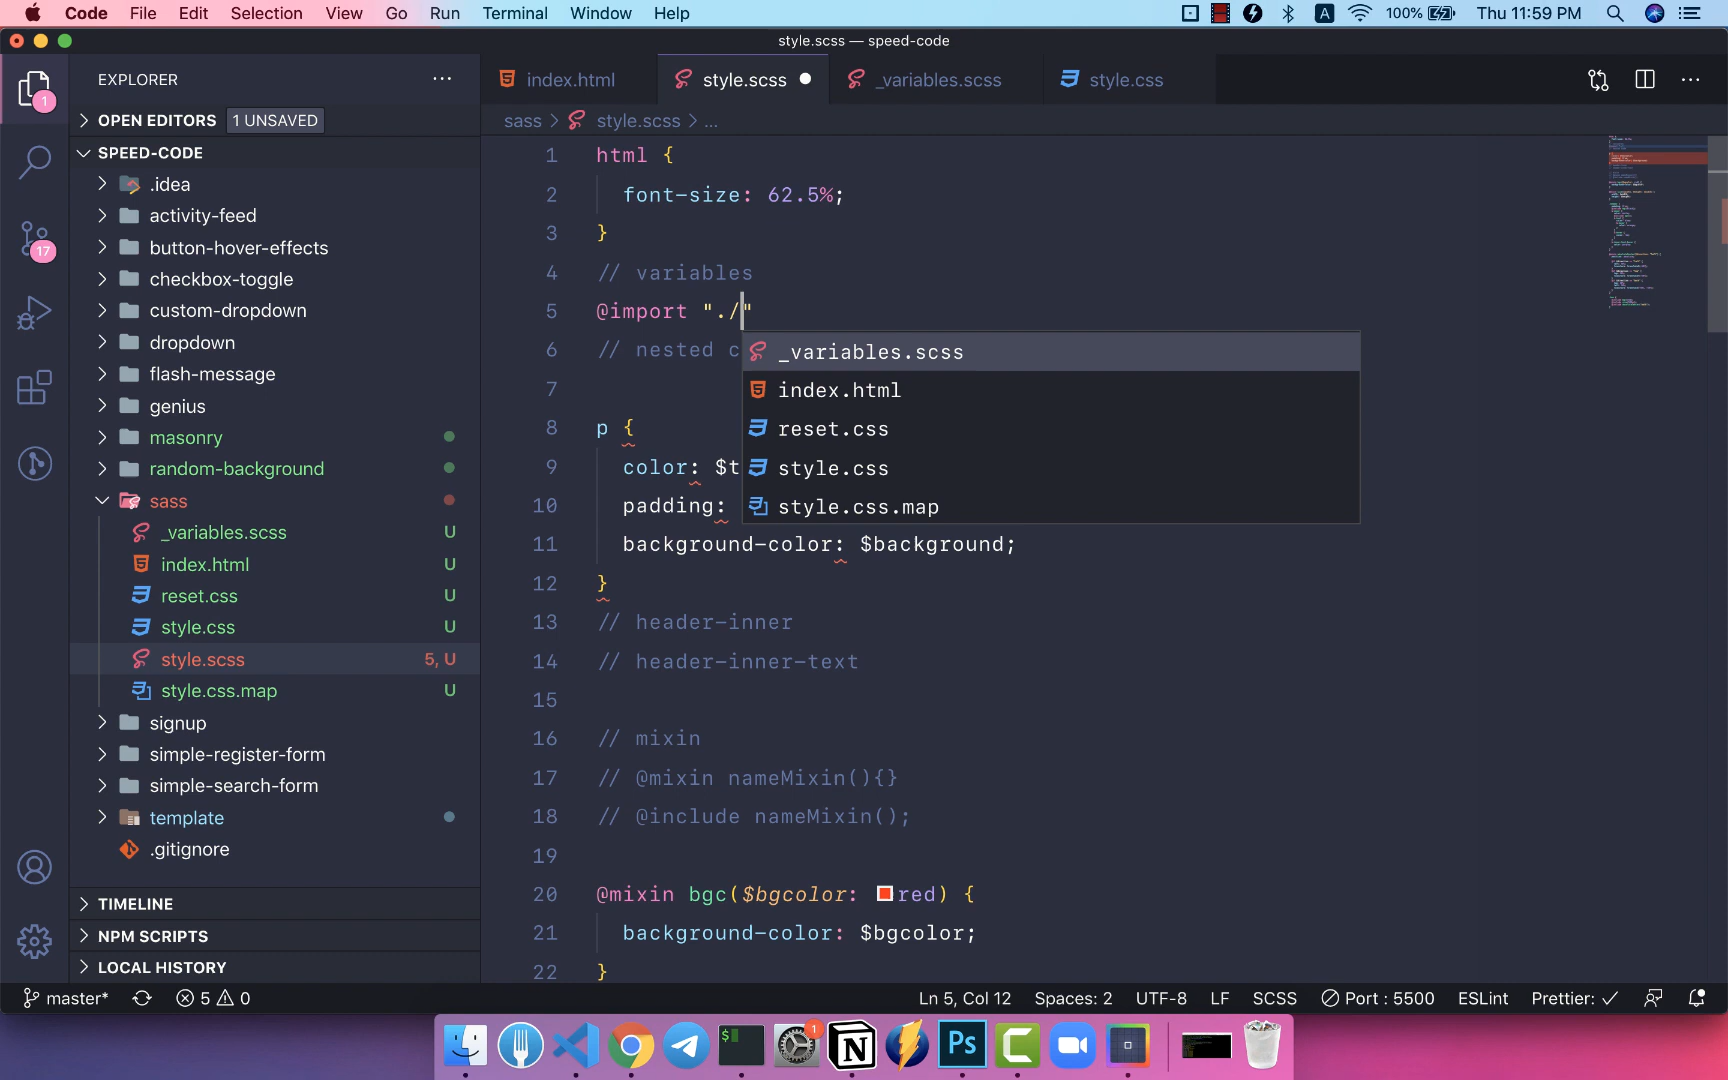 Code File Edit Selection View Go Run Terminal Window Help
A 100% Thu 11:59 PM
style.scss — speed-code
EXPLORER
index.html style.scss _variables.scss style.css
1
OPEN EDITORS 1 UNSAVED
sass > style.scss > ...
SPEED-CODE
.idea
activity-feed
button-hover-effects
17
checkbox-toggle
custom-dropdown
dropdown
flash-message
genius
masonry
random-background
sass
_variables.scss U
index.html U
reset.css U
style.css U
style.scss 5, U
style.css.map U
signup
simple-register-form
simple-search-form
template
.gitignore
TIMELINE
NPM SCRIPTS
LOCAL HISTORY
1 html {
2 font-size: 62.5%;
3 }
4 // variables
5 @import "./"
6 // nested c
7
8 p {
9 color: $t
10 padding:
11 background-color: $background;
12 }
13 // header-inner
14 // header-inner-text
15
16 // mixin
17 // @mixin nameMixin(){}
18 // @include nameMixin();
19
20 @mixin bgc($bgcolor: red) {
21 background-color: $bgcolor;
22 }
_variables.scss
index.html
reset.css
style.css
style.css.map
master* 5 0 Ln 5, Col 12 Spaces: 2 UTF-8 LF SCSS Port : 5500 ESLint Prettier: ✓
$ 1 N Ps C